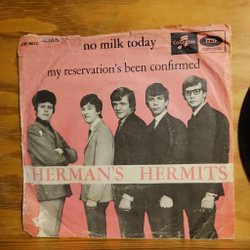 no milk today
my reservation's been confirmed
HERMAN'S HERMITS